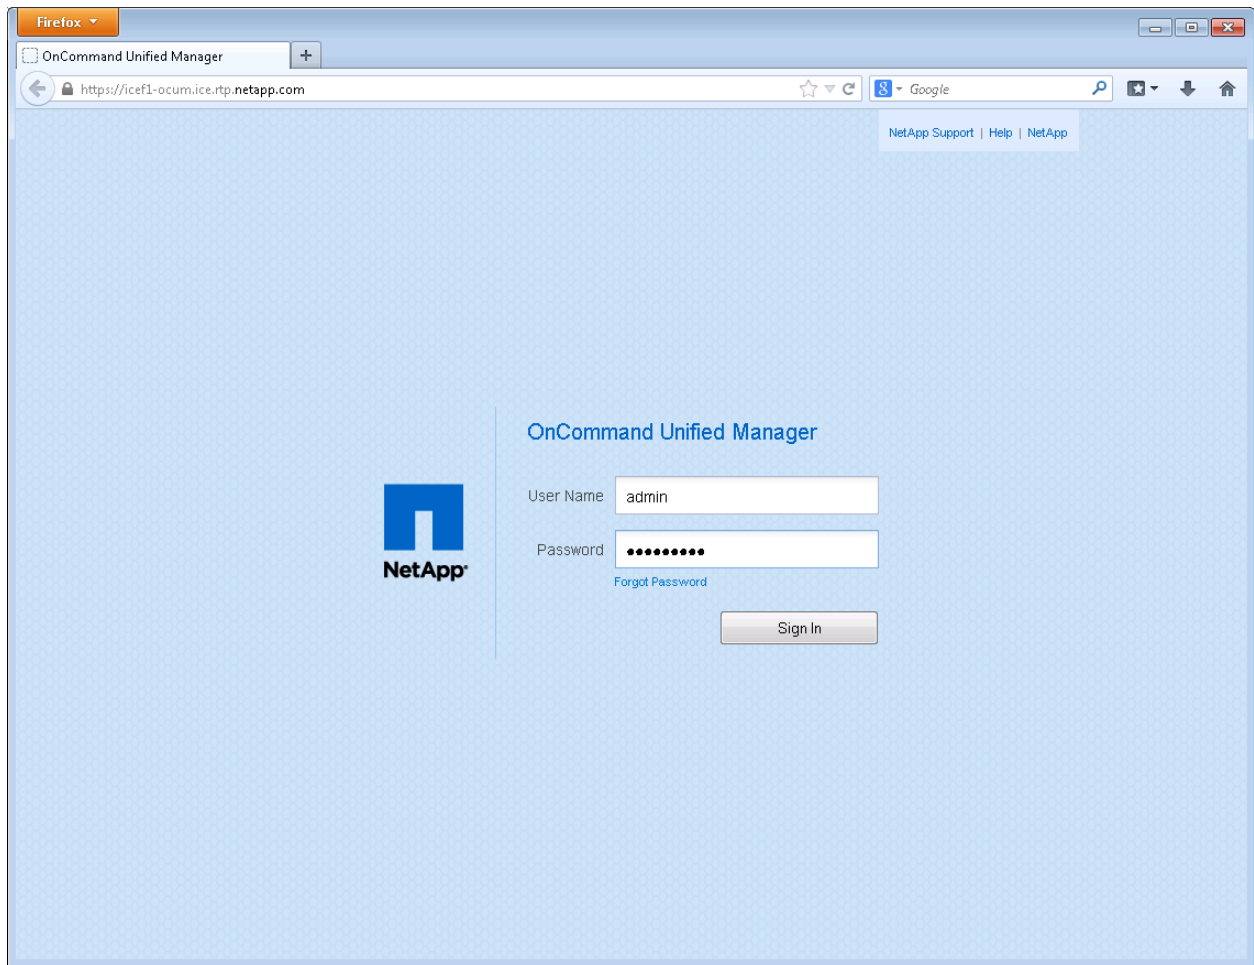 Firefox
OnCommand Unified Manager
https://icef1-ocum.ice.rtp.netapp.com
Google
NetApp Support | Help | NetApp
OnCommand Unified Manager
User Name admin
NetApp
Password •••••••••
Forgot Password
Sign In